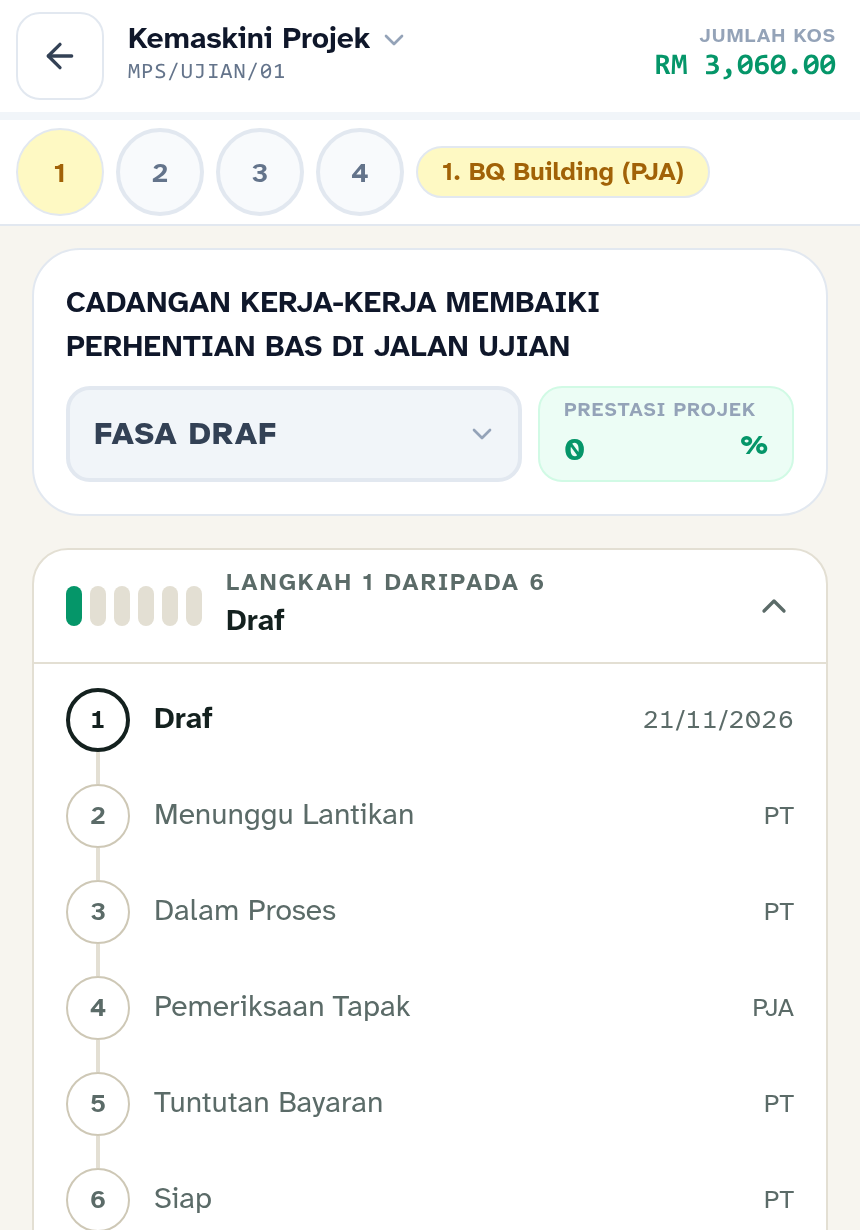 Kemaskini Projek
MPS/UJIAN/01
JUMLAH KOS
RM 3,060.00
1
2
3
4
1. BQ Building (PJA)
CADANGAN KERJA-KERJA MEMBAIKI
PERHENTIAN BAS DI JALAN UJIAN
FASA DRAF
PRESTASI PROJEK
0 %
LANGKAH 1 DARIPADA 6
Draf
1 Draf 21/11/2026
2 Menunggu Lantikan PT
3 Dalam Proses PT
4 Pemeriksaan Tapak PJA
5 Tuntutan Bayaran PT
6 Siap PT